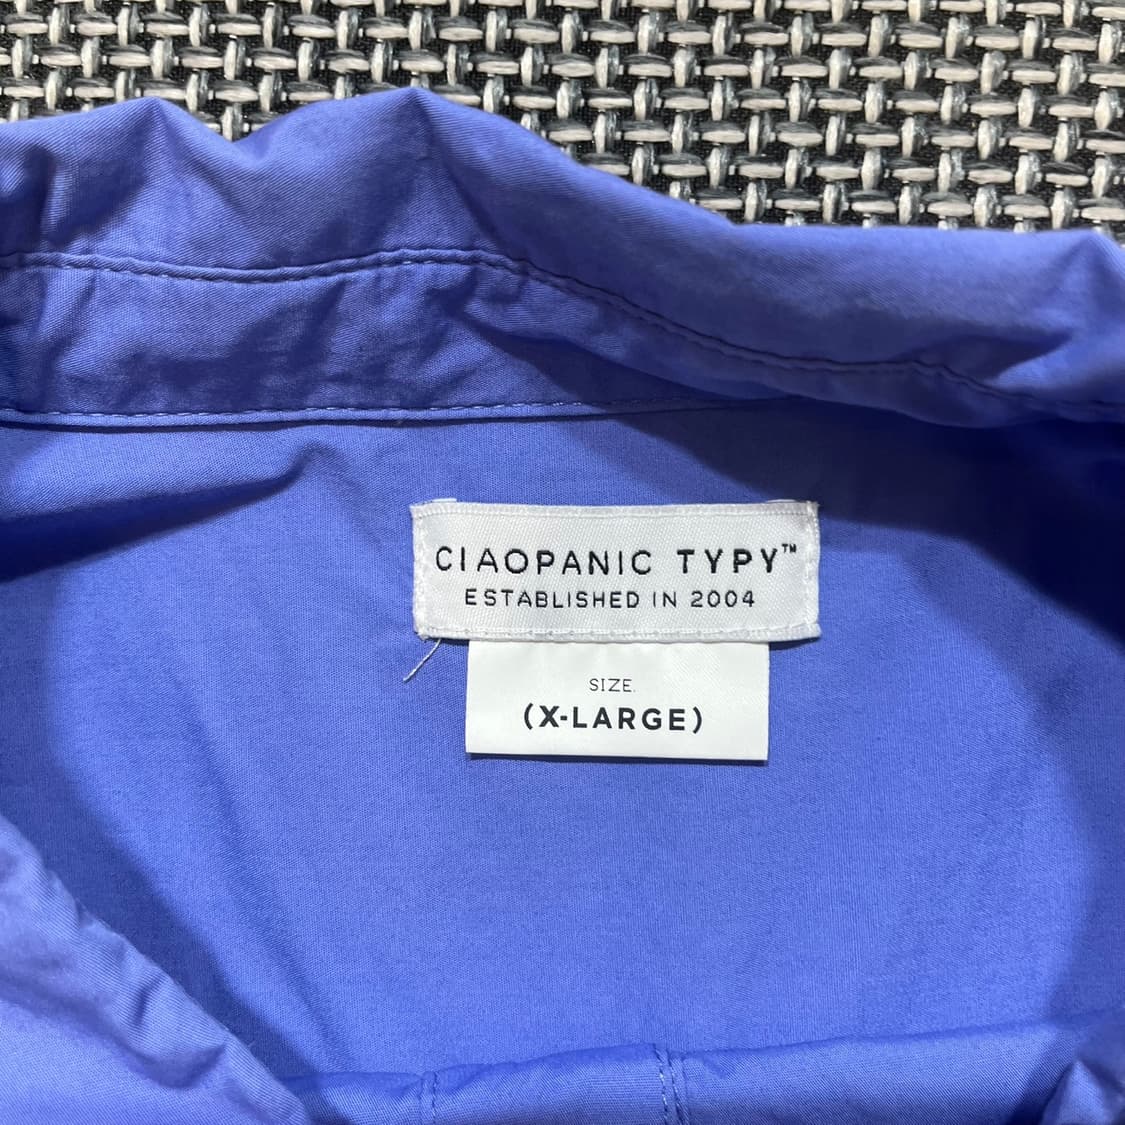 CIAOPANIC TYPY™
ESTABLISHED IN 2004
SIZE.
(X-LARGE)